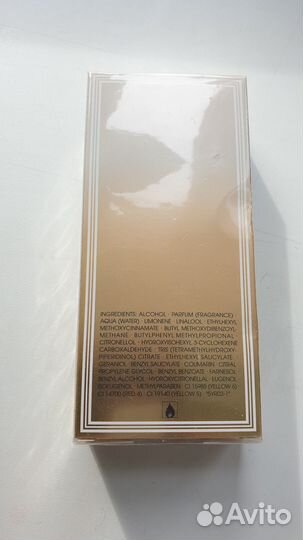 INGREDIENTS: ALCOHOL · PARFUM (FRAGRANCE)
AQUA (WATER) · LIMONENE · LINALOOL · ETHYLHEXYL
METHOXYCINNAMATE · BUTYL METHOXYDIBENZOYL-
METHANE · BUTYLPHENYL METHYLPROPIONAL ·
CITRONELLOL · HYDROXYISOHEXYL 3-CYCLOHEXENE
CARBOXALDEHYDE · TRIS (TETRAMETHYLHYDROXY-
PIPERIDINOL) CITRATE · ETHYLHEXYL SALICYLATE
GERANIOL · BENZYL SALICYLATE · COUMARIN · CITRAL
PROPYLENE GLYCOL · BENZYL BENZOATE · FARNESOL
BENZYL ALCOHOL · HYDROXYCITRONELLAL · EUGENOL
ISOEUGENOL · METHYLPARABEN · CI 15985 (YELLOW 6)
CI 14700 (RED 4) · CI 19140 (YELLOW 5)
Avito